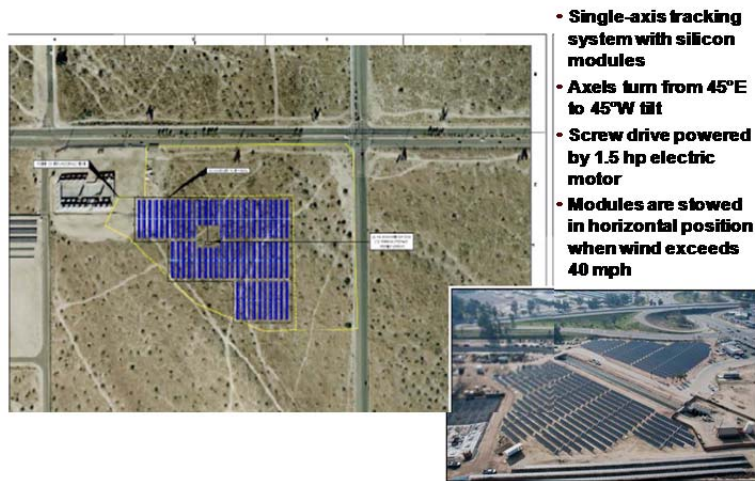 • Single-axis tracking
system with silicon
modules
• Axels turn from 45ºE
to 45ºW tilt
• Screw drive powered
by 1.5 hp electric
motor
• Modules are stowed
in horizontal position
when wind exceeds
40 mph